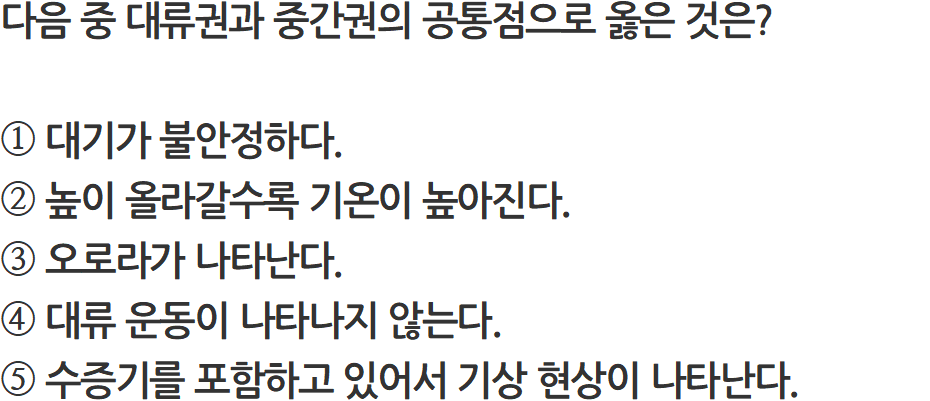 다음 중 대류권과 중간권의 공통점으로 옳은 것은?
① 대기가 불안정하다.
② 높이 올라갈수록 기온이 높아진다.
③ 오로라가 나타난다.
④ 대류 운동이 나타나지 않는다.
⑤ 수증기를 포함하고 있어서 기상 현상이 나타난다.